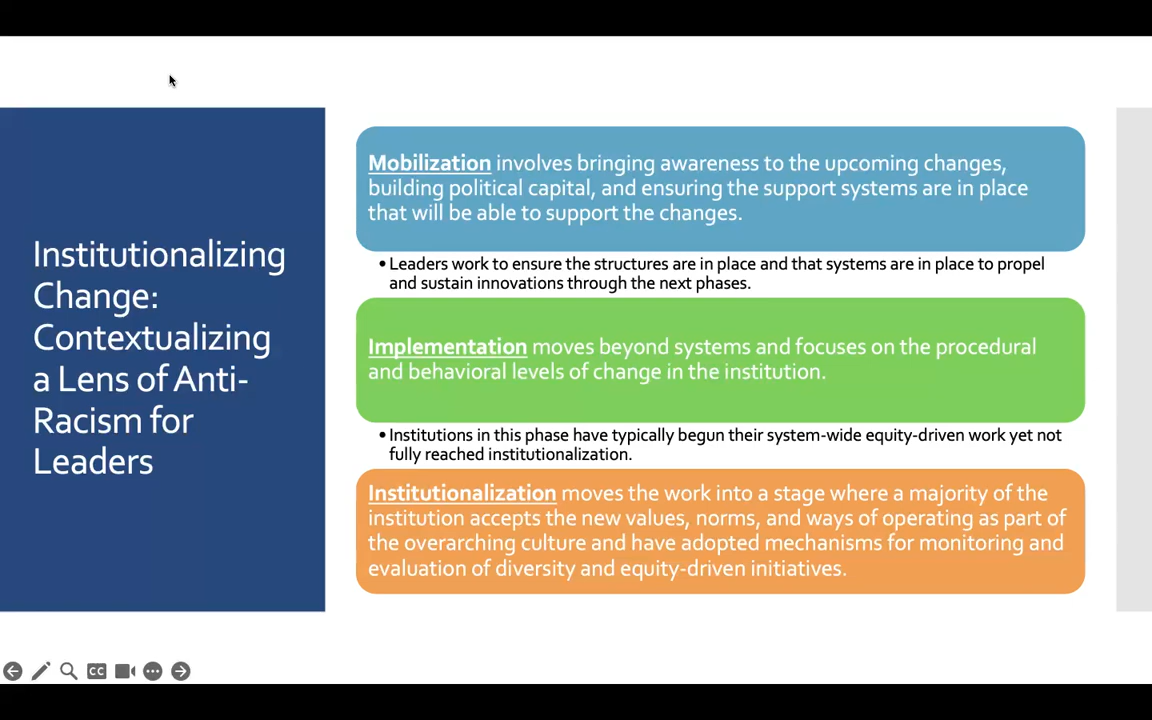 Institutionalizing
Change:
Contextualizing
a Lens of Anti-
Racism for
Leaders
Mobilization involves bringing awareness to the upcoming changes,
building political capital, and ensuring the support systems are in place
that will be able to support the changes.
• Leaders work to ensure the structures are in place and that systems are in place to propel
and sustain innovations through the next phases.
Implementation moves beyond systems and focuses on the procedural
and behavioral levels of change in the institution.
• Institutions in this phase have typically begun their system-wide equity-driven work yet not
fully reached institutionalization.
Institutionalization moves the work into a stage where a majority of the
institution accepts the new values, norms, and ways of operating as part of
the overarching culture and have adopted mechanisms for monitoring and
evaluation of diversity and equity-driven initiatives.
CC